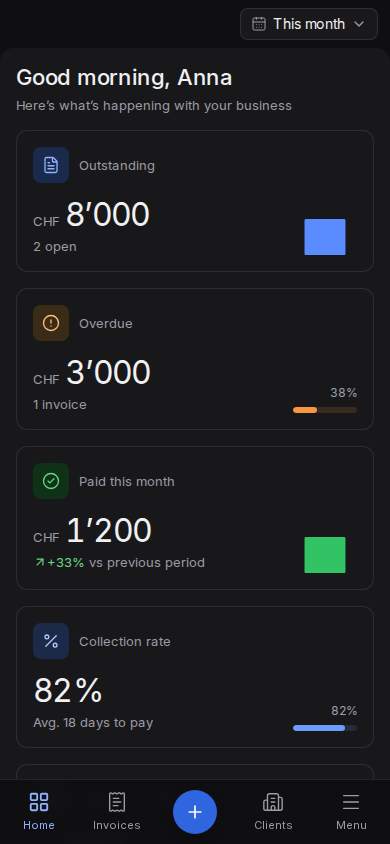 This month
Good morning, Anna
Here’s what’s happening with your business
Outstanding
CHF 8’000
2 open
Overdue
CHF 3’000
38%
1 invoice
Paid this month
CHF 1’200
+33% vs previous period
Collection rate
82%
82%
Avg. 18 days to pay
Home
Invoices
Clients
Menu